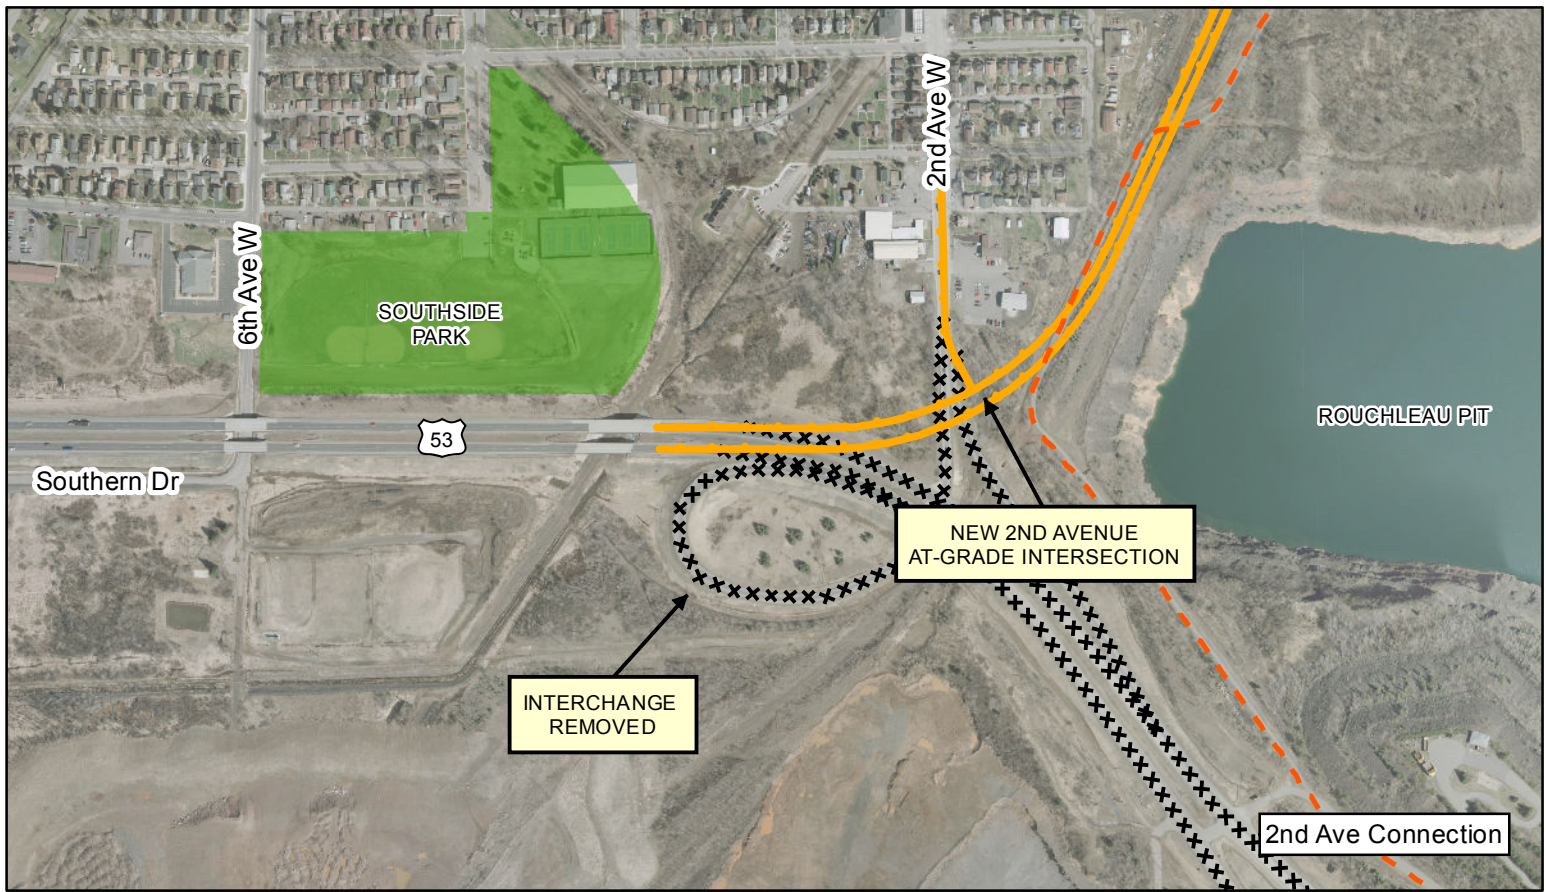 2nd Ave W
6th Ave W
SOUTHSIDE
PARK
53
Southern Dr
ROUCHLEAU PIT
NEW 2ND AVENUE
AT-GRADE INTERSECTION
INTERCHANGE
REMOVED
2nd Ave Connection